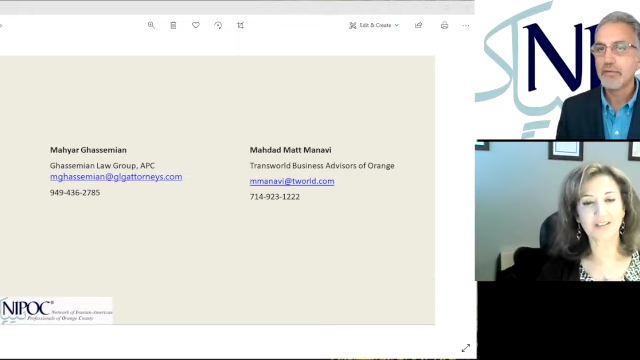 Edit & Create
Mahyar Ghassemian
Ghassemian Law Group, APC
mghassemian@glgattorneys.com
949-436-2785
Mahdad Matt Manavi
Transworld Business Advisors of Orange
mmanavi@tworld.com
714-923-1222
NIPOC®
Network of Iranian-American
Professionals of Orange County
NI